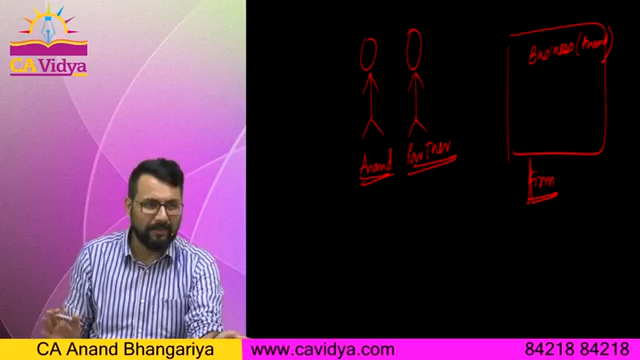 CA Vidya
Business (Anand)
Anand
Partner
Firm
CA Anand Bhangariya
www.cavidya.com
84218 84218